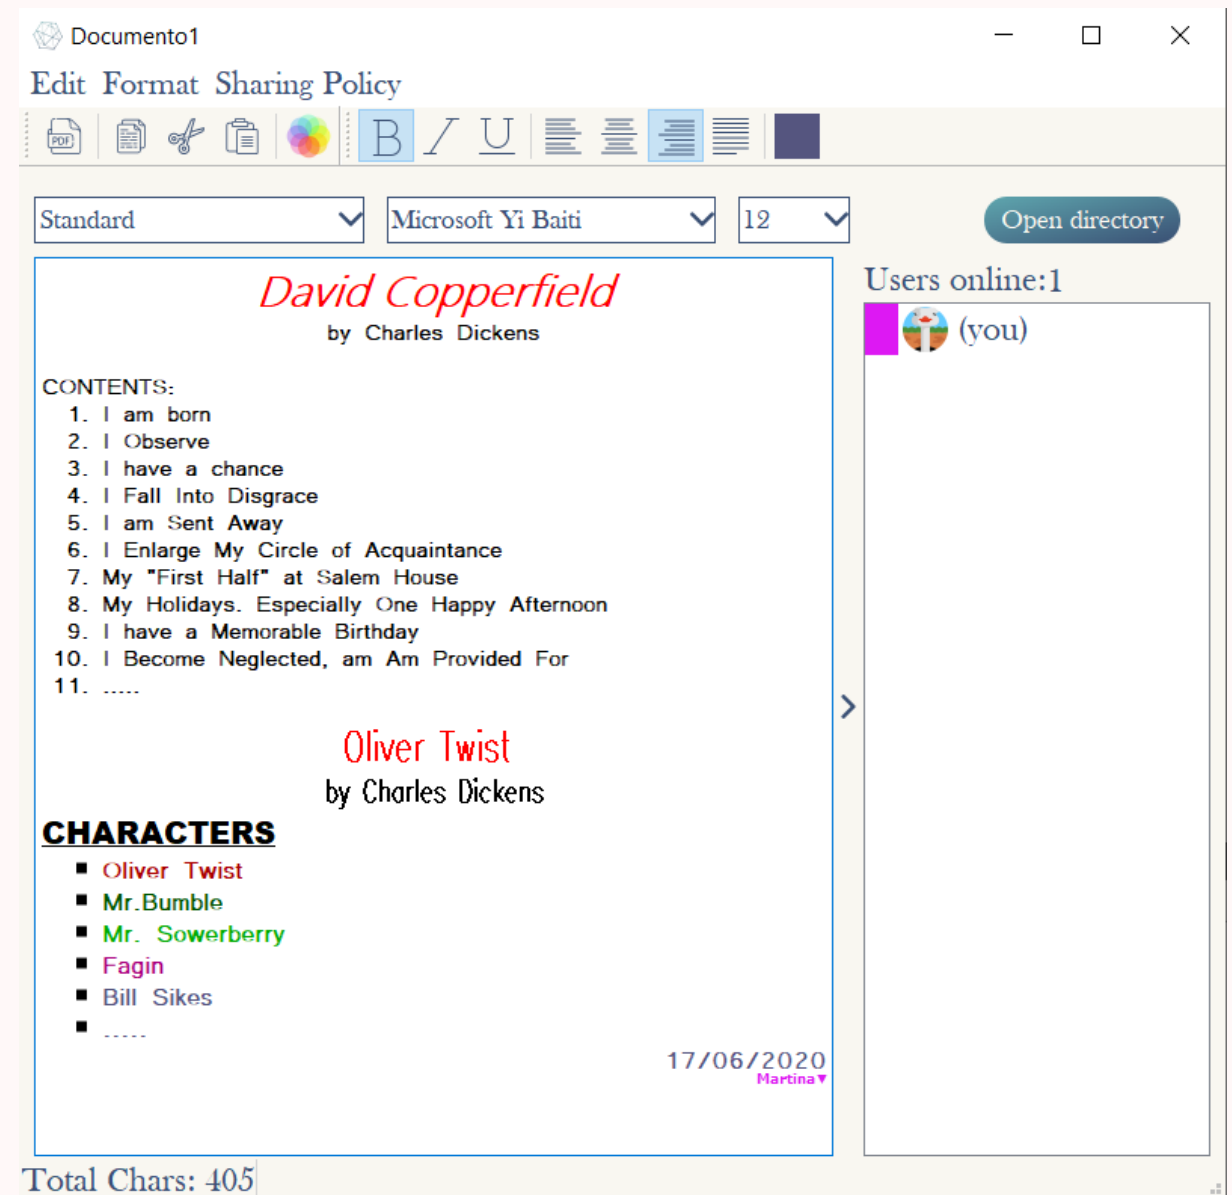 Documento1
Edit Format Sharing Policy
PDF
B I U
Standard Microsoft Yi Baiti 12 Open directory
Users online:1
(you)
David Copperfield
by Charles Dickens
CONTENTS:
1. I am born
2. I Observe
3. I have a chance
4. I Fall Into Disgrace
5. I am Sent Away
6. I Enlarge My Circle of Acquaintance
7. My "First Half" at Salem House
8. My Holidays. Especially One Happy Afternoon
9. I have a Memorable Birthday
10. I Become Neglected, am Am Provided For
11. .....
Oliver Twist
by Charles Dickens
CHARACTERS
▪ Oliver Twist
▪ Mr.Bumble
▪ Mr. Sowerberry
▪ Fagin
▪ Bill Sikes
▪ .....
17/06/2020
Martina▼
Total Chars: 405